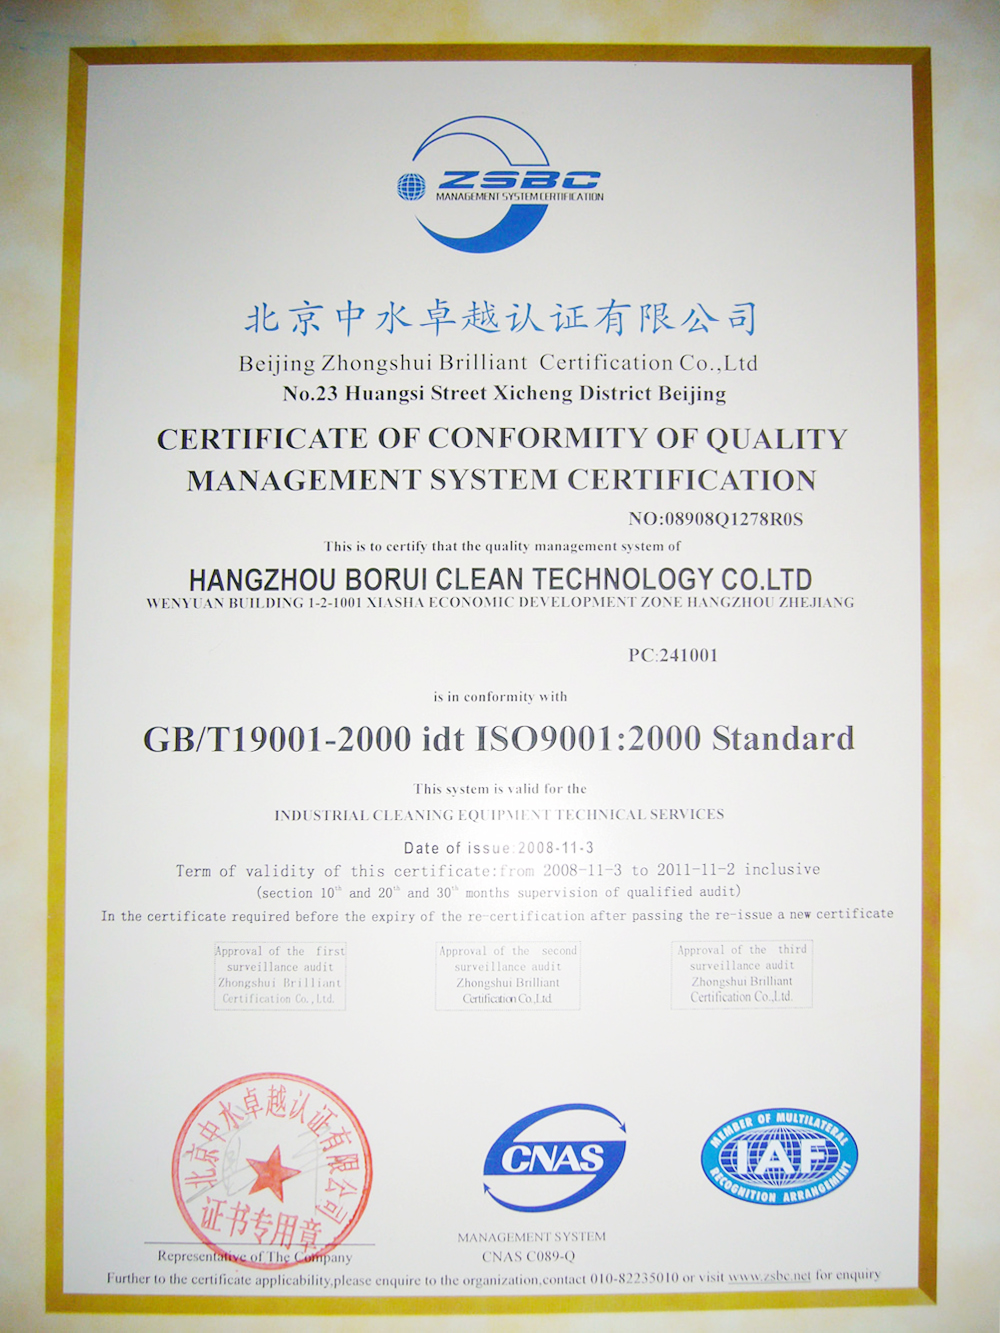 ZSBC
MANAGEMENT SYSTEM CERTIFICATION
北京中水卓越认证有限公司
Beijing Zhongshui Brilliant Certification Co.,Ltd
No.23 Huangsi Street Xicheng District Beijing
CERTIFICATE OF CONFORMITY OF QUALITY
MANAGEMENT SYSTEM CERTIFICATION
NO:08908Q1278R0S
This is to certify that the quality management system of
HANGZHOU BORUI CLEAN TECHNOLOGY CO.LTD
WENYUAN BUILDING 1-2-1001 XIASHA ECONOMIC DEVELOPMENT ZONE HANGZHOU ZHEJIANG
PC:241001
is in conformity with
GB/T19001-2000 idt ISO9001:2000 Standard
This system is valid for the
INDUSTRIAL CLEANING EQUIPMENT TECHNICAL SERVICES
Date of issue:2008-11-3
Term of validity of this certificate:from 2008-11-3 to 2011-11-2 inclusive
(section 10th and 20th and 30th months supervision of qualified audit)
In the certificate required before the expiry of the re-certification after passing the re-issue a new certificate
Approval of the first
surveillance audit
Zhongshui Brilliant
Certification Co.,Ltd.
Approval of the second
surveillance audit
Zhongshui Brilliant
Certification Co.,Ltd.
Approval of the third
surveillance audit
Zhongshui Brilliant
Certification Co.,Ltd.
北京中水卓越认证有限公司
证书专用章
Representative of The Company
CNAS
MANAGEMENT SYSTEM
CNAS C089-Q
MEMBER OF MULTILATERAL
IAF
RECOGNITION ARRANGEMENT
Further to the certificate applicability,please enquire to the organization,contact 010-82235010 or visit www.zsbc.net for enquiry